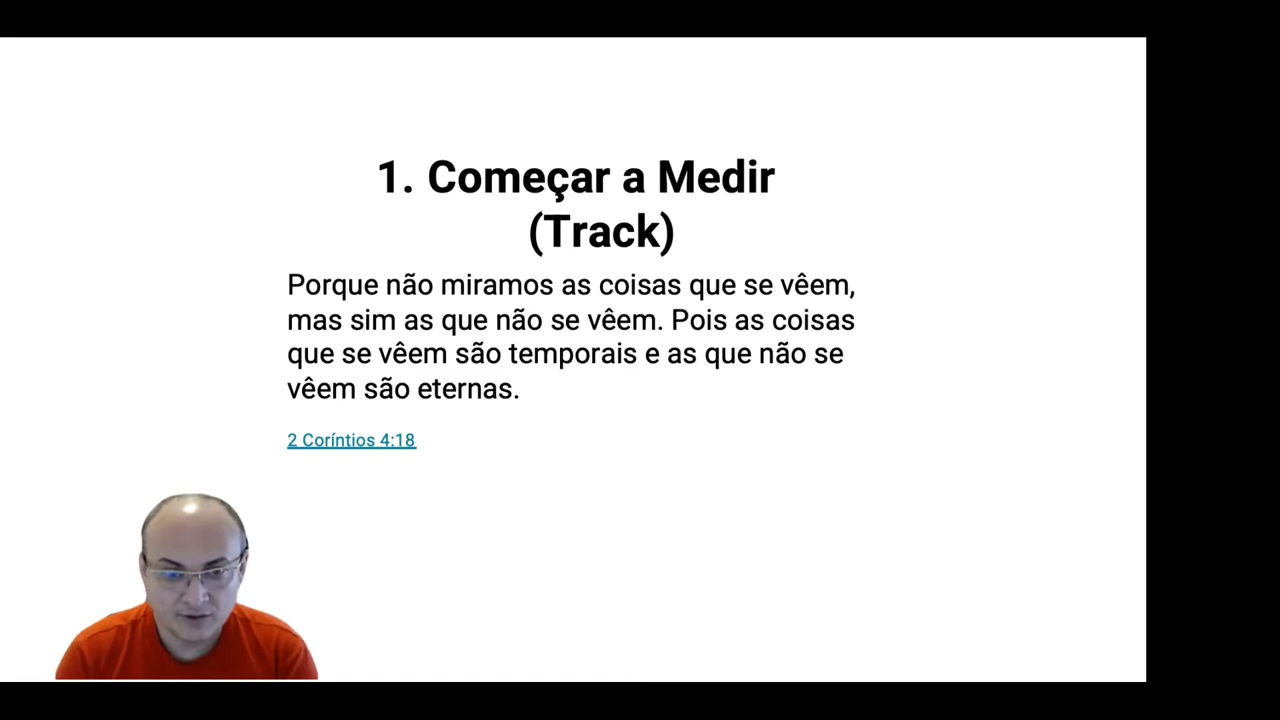 1. Começar a Medir
(Track)
Porque não miramos as coisas que se vêem,
mas sim as que não se vêem. Pois as coisas
que se vêem são temporais e as que não se
vêem são eternas.
2 Coríntios 4:18